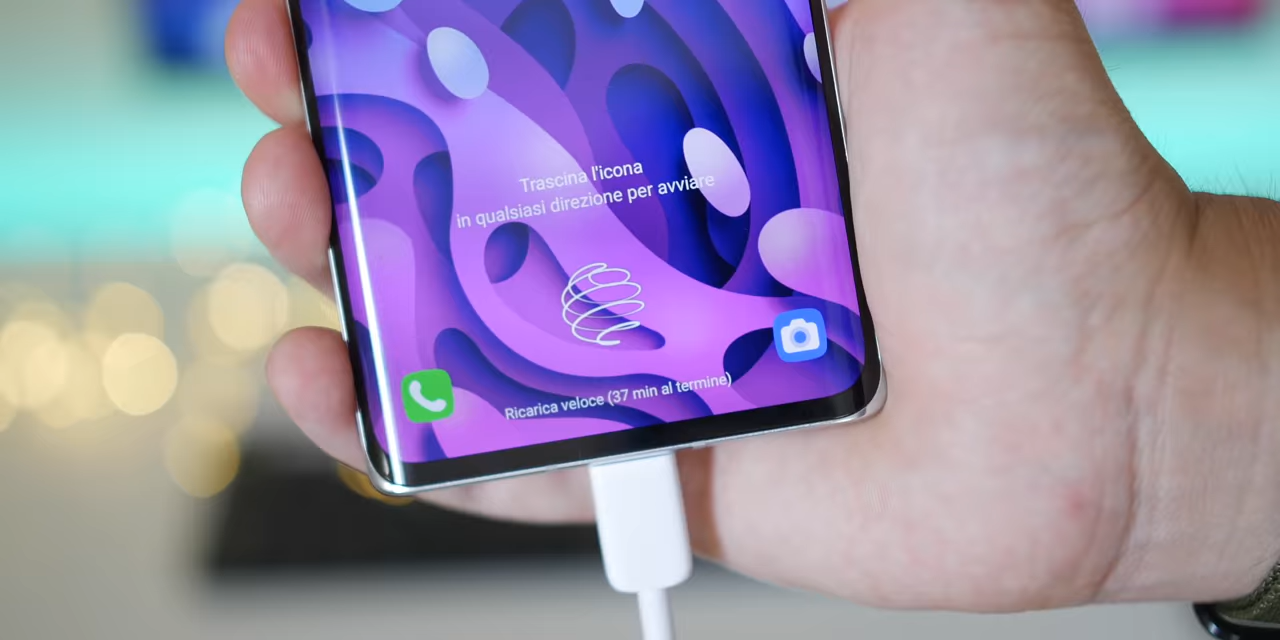 Trascina l'icona
in qualsiasi direzione per avviare
Ricarica veloce (37 min al termine)